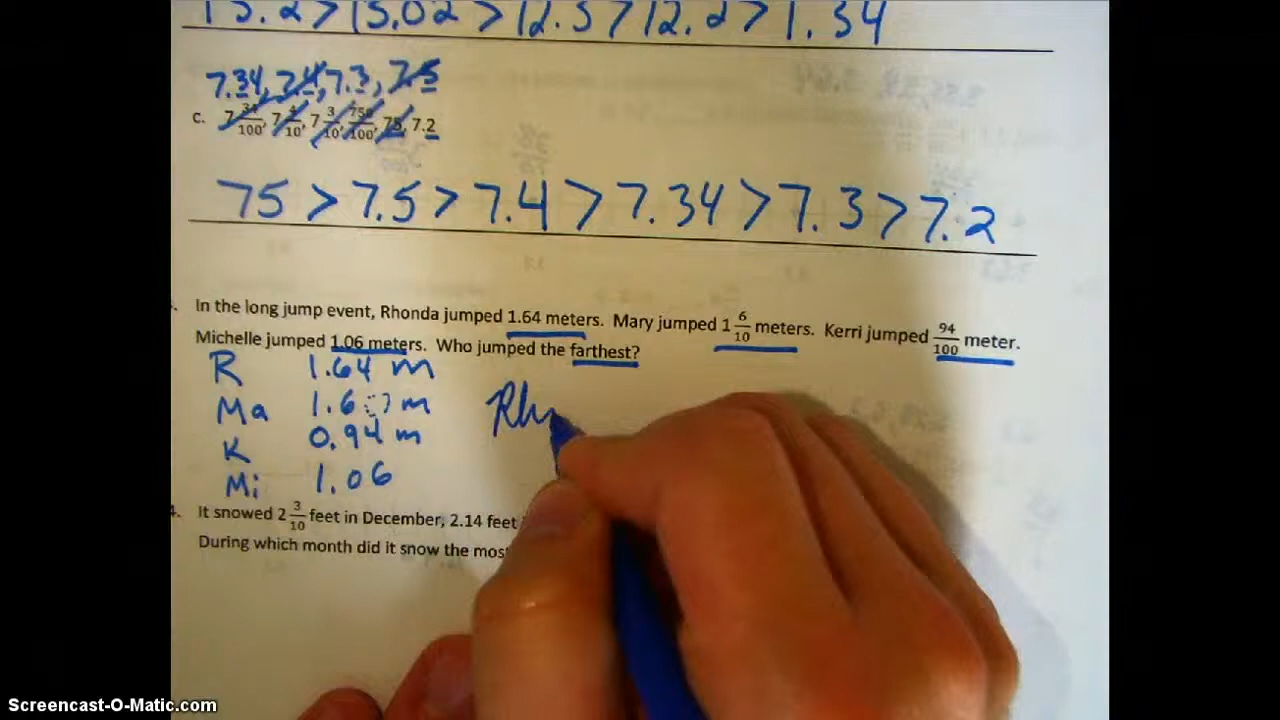 15.2 > 15.02 > 12.3 > 12.2 > 1.34
7.34, 7.4, 7.3, 7.5
c. 7 34/100, 7 4/10, 7 3/10, 750/100, 75, 7.2
75 > 7.5 > 7.4 > 7.34 > 7.3 > 7.2
In the long jump event, Rhonda jumped 1.64 meters. Mary jumped 1 6/10 meters. Kerri jumped 94/100 meter.
Michelle jumped 1.06 meters. Who jumped the farthest?
R 1.64 m
Ma 1.60 m
K 0.94 m
Mi 1.06
Rh
4. It snowed 2 3/10 feet in December, 2.14 feet
During which month did it snow the mos
Screencast-O-Matic.com